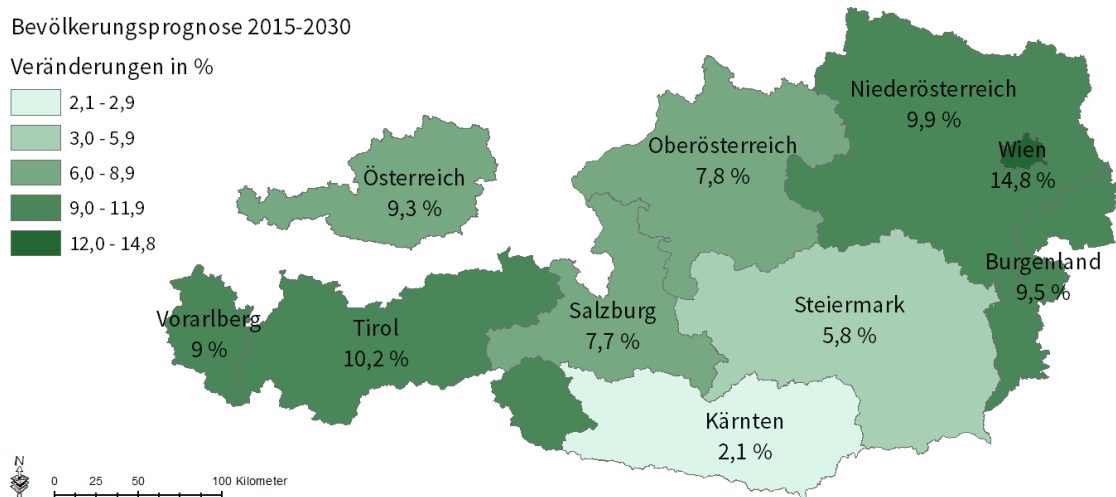 Bevölkerungsprognose 2015-2030
Veränderungen in %
2,1 - 2,9
3,0 - 5,9
6,0 - 8,9
9,0 - 11,9
12,0 - 14,8
Österreich
9,3 %
Niederösterreich
9,9 %
Wien
14,8 %
Oberösterreich
7,8 %
Burgenland
9,5 %
Steiermark
5,8 %
Salzburg
7,7 %
Tirol
10,2 %
Vorarlberg
9 %
Kärnten
2,1 %
N
0 25 50 100 Kilometer